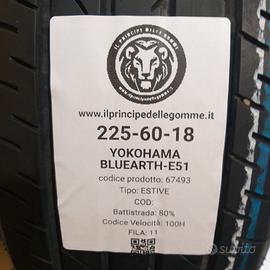 IL PRINCIPE DELLE GOMME
www.ilprincipedellegomme.it
225-60-18
YOKOHAMA
BLUEARTH-E51
codice prodotto: 67493
Tipo: ESTIVE
COD:
Battistrada: 80%
Codice Velocità: 100H
FILA: 11
subito